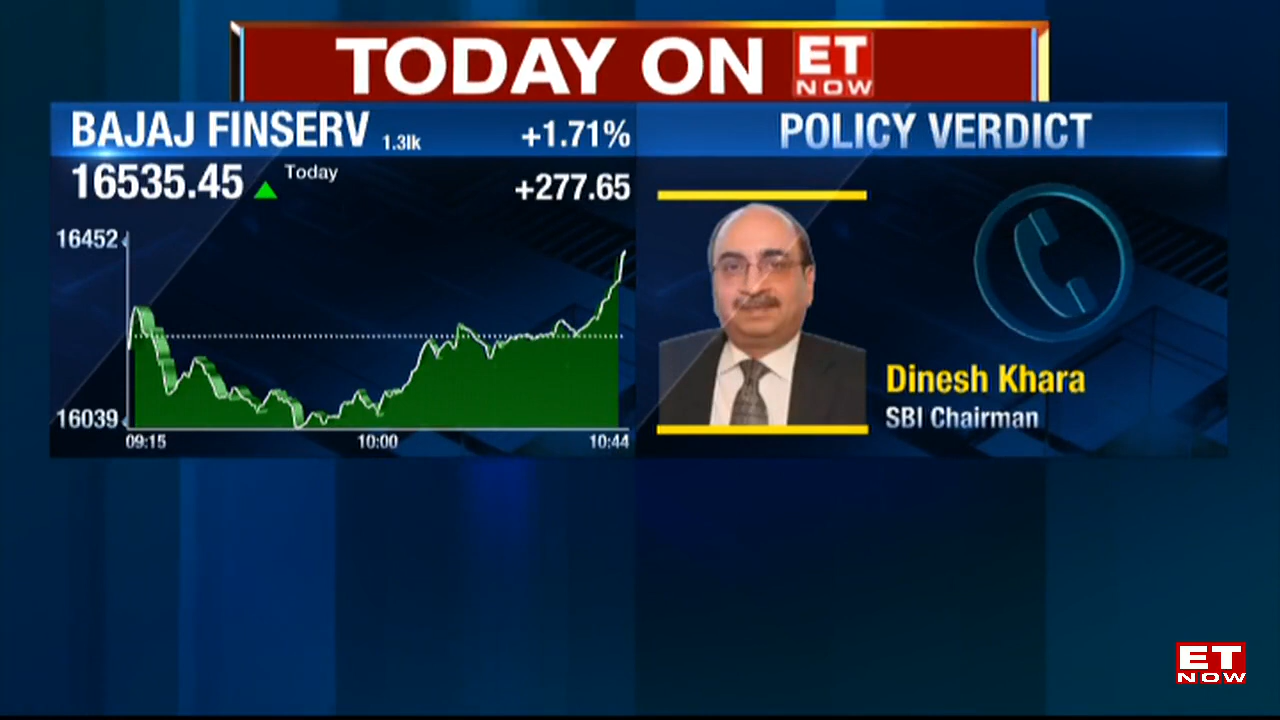 TODAY ON ET NOW
BAJAJ FINSERV 1.3lk +1.71%
16535.45 Today +277.65
16452
16039
09:15 10:00 10:44
POLICY VERDICT
Dinesh Khara
SBI Chairman
ET NOW